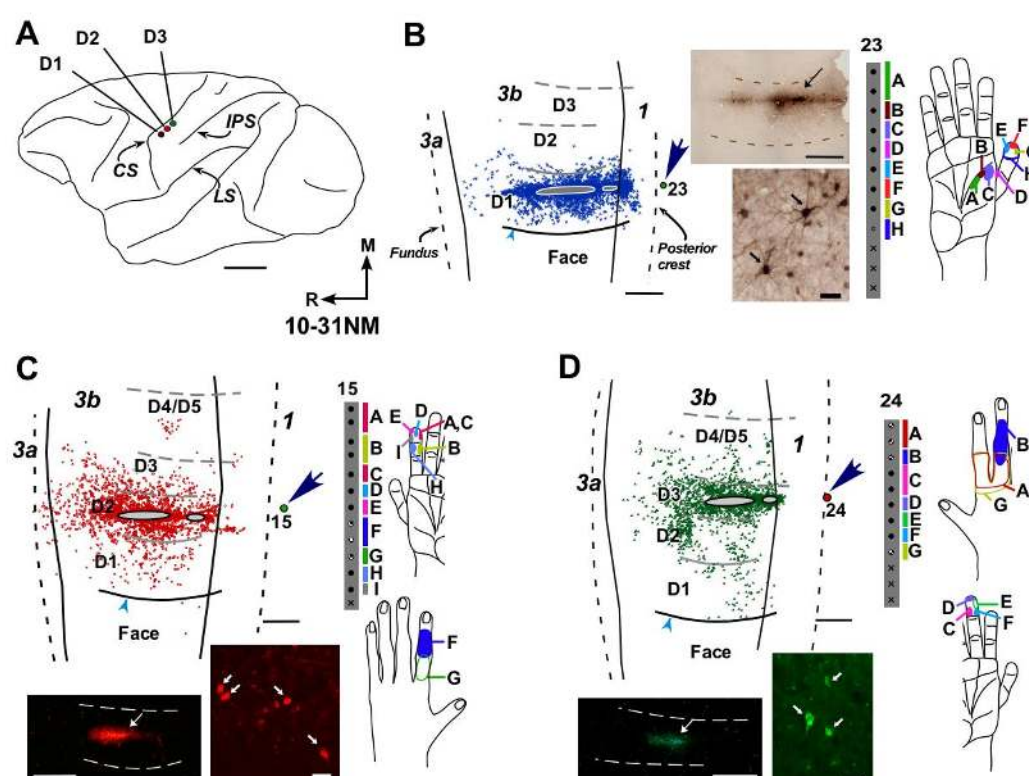 A
D1
D2
D3
CS
IPS
LS
M
R
10-31NM
B
3a
3b
D3
D2
D1
1
23
Fundus
Face
Posterior
crest
23
A
B
C
D
E
F
G
H
B
E
F
H
A
C
D
C
3a
3b
D4/D5
D3
D2
D1
1
15
Face
15
A
B
C
D
E
F
G
H
I
E
D
A,C
I
B
H
F
G
D
3a
3b
D4/D5
D3
D2
D1
1
24
Face
24
A
B
C
D
E
F
G
B
A
G
D
E
C
F